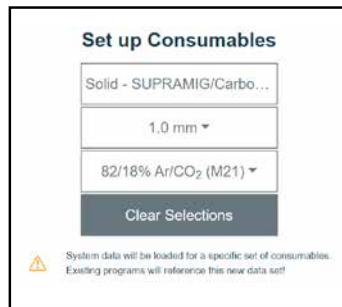 Set up Consumables
Solid - SUPRAMIG/Carbo...
1.0 mm
82/18% Ar/CO₂ (M21)
Clear Selections
System data will be loaded for a specific set of consumables.
Existing programs will reference this new data set!